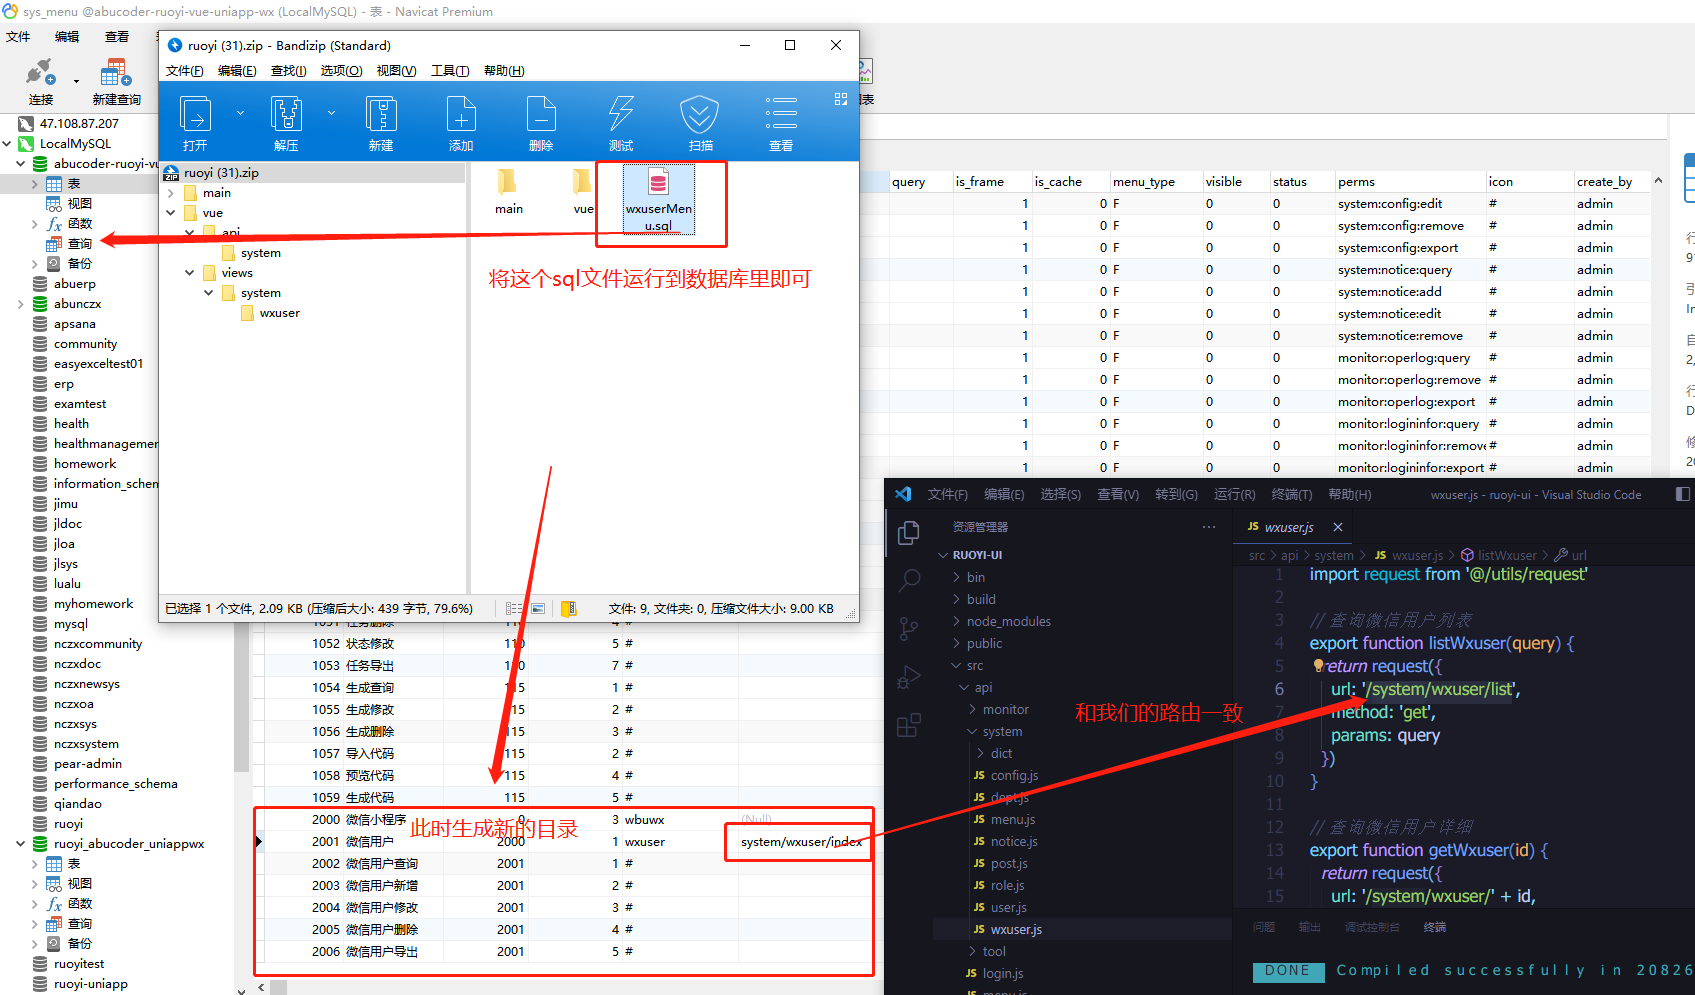 sys_menu @abucoder-ruoyi-vue-uniapp-wx (LocalMySQL) - 表 - Navicat Premium
文件 编辑 查看
连接 新建查询
ruoyi (31).zip - Bandizip (Standard)
文件(F) 编辑(E) 查找(I) 选项(O) 视图(V) 工具(T) 帮助(H)
打开 解压 新建 添加 删除 测试 扫描 查看
47.108.87.207
LocalMySQL
abucoder-ruoyi-vu
表
视图
函数
查询
备份
abuerp
abunczx
apsana
community
easyexceltest01
erp
examtest
health
healthmanagemer
homework
information_schem
jimu
jldoc
jloa
jlsys
lualu
myhomework
mysql
nczxcommunity
nczxdoc
nczxnewsys
nczxoa
nczxsys
nczxsystem
pear-admin
performance_schema
qiandao
ruoyi
ruoyi_abucoder_uniappwx
表
视图
函数
查询
备份
ruoyitest
ruoyi-uniapp
ruoyi (31).zip
main
vue
api
system
views
system
wxuser
main vue wxuserMen
u.sql
将这个sql文件运行到数据库里即可
已选择 1 个文件, 2.09 KB (压缩后大小: 439 字节, 79.6%) 文件: 9, 文件夹: 0, 压缩文件大小: 9.00 KB
query is_frame is_cache menu_type visible status perms icon create_by
1 0 F 0 0 system:config:edit # admin
1 0 F 0 0 system:config:remove # admin
1 0 F 0 0 system:config:export # admin
1 0 F 0 0 system:notice:query # admin
1 0 F 0 0 system:notice:add # admin
1 0 F 0 0 system:notice:edit # admin
1 0 F 0 0 system:notice:remove # admin
1 0 F 0 0 monitor:operlog:query # admin
1 0 F 0 0 monitor:operlog:remove # admin
1 0 F 0 0 monitor:operlog:export # admin
1 0 F 0 0 monitor:logininfor:query # admin
1 0 F 0 0 monitor:logininfor:remove # admin
1 0 F 0 0 monitor:logininfor:export # admin
1052 状态修改 110 5 #
1053 任务导出 110 7 #
1054 生成查询 115 1 #
1055 生成修改 115 2 #
1056 生成删除 115 3 #
1057 导入代码 115 2 #
1058 预览代码 115 4 #
1059 生成代码 115 5 #
2000 微信小程序 0 3 wbuwx (Null)
2001 微信用户 2000 1 wxuser system/wxuser/index
2002 微信用户查询 2001 1 #
2003 微信用户新增 2001 2 #
2004 微信用户修改 2001 3 #
2005 微信用户删除 2001 4 #
2006 微信用户导出 2001 5 #
此时生成新的目录
文件(F) 编辑(E) 选择(S) 查看(V) 转到(G) 运行(R) 终端(T) 帮助(H) wxuser.js - ruoyi-ui - Visual Studio Code
资源管理器 ···
RUOYI-UI
bin
build
node_modules
public
src
api
monitor
system
dict
config.js
dept.js
menu.js
notice.js
post.js
role.js
user.js
wxuser.js
tool
login.js
menu.js
和我们的路由一致
JS wxuser.js
src > api > system > JS wxuser.js > listWxuser > url
1 import request from '@/utils/request'
2
3 // 查询微信用户列表
4 export function listWxuser(query) {
5 return request({
6 url: '/system/wxuser/list',
7 method: 'get',
8 params: query
9 })
10 }
11
12 // 查询微信用户详细
13 export function getWxuser(id) {
14 return request({
15 url: '/system/wxuser/' + id,
问题 输出 调试控制台 终端
DONE Compiled successfully in 20826